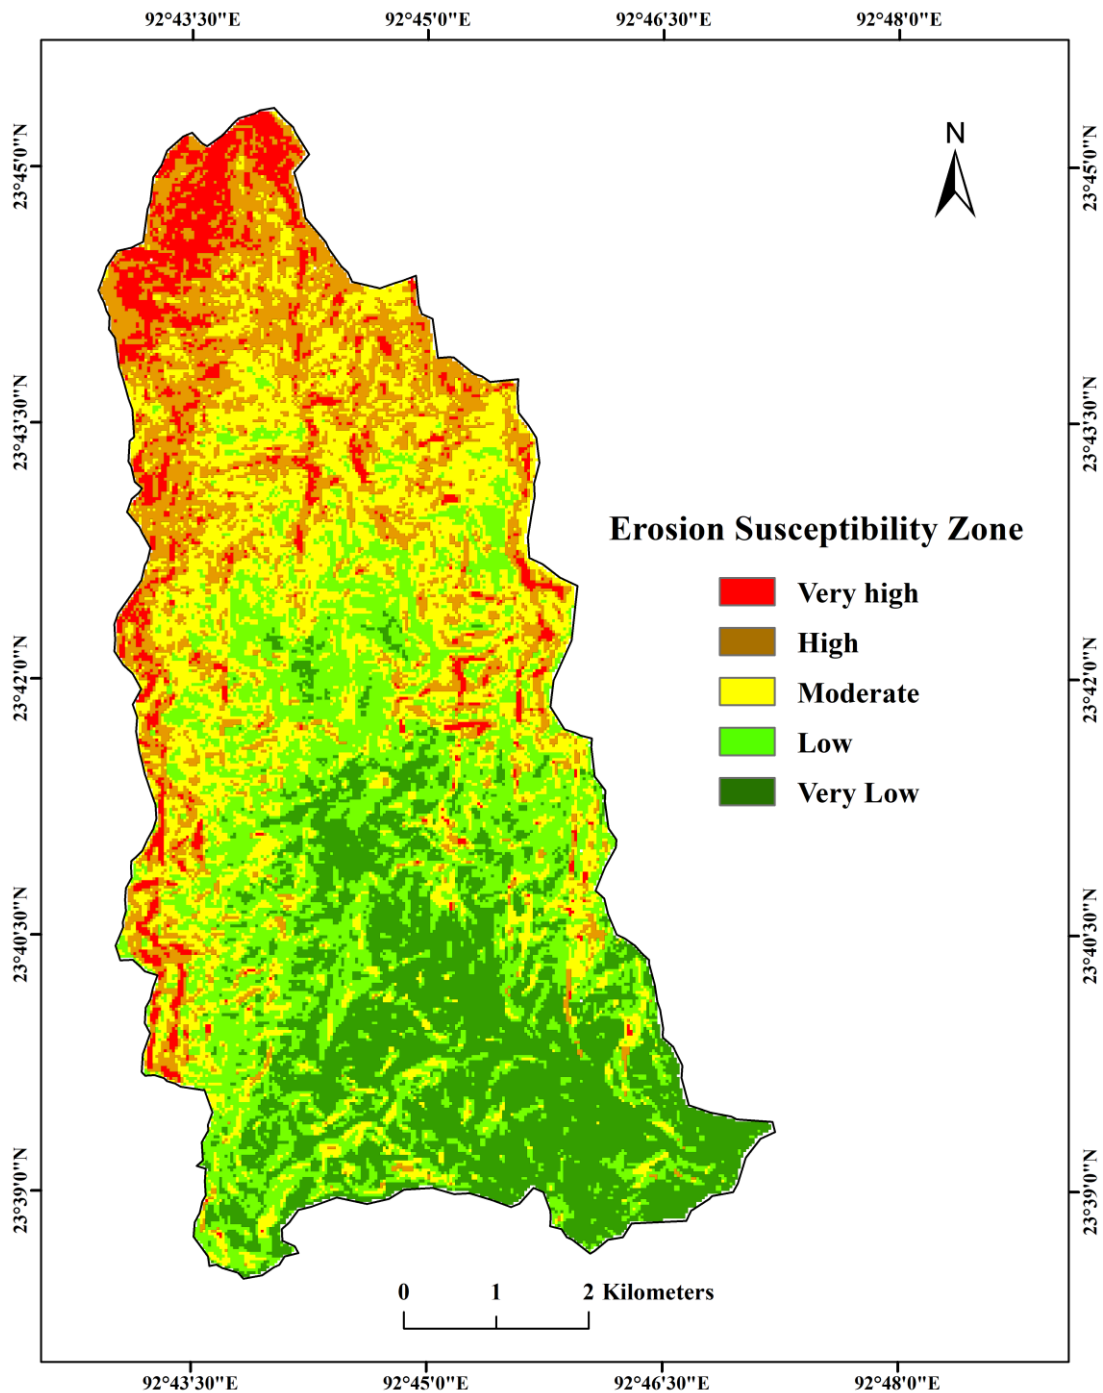 92°43'30"E 92°45'0"E 92°46'30"E 92°48'0"E
N
23°45'0"N 23°45'0"N
23°43'30"N 23°43'30"N
Erosion Susceptibility Zone
Very high
High
Moderate
Low
Very Low
23°42'0"N 23°42'0"N
23°40'30"N 23°40'30"N
23°39'0"N 23°39'0"N
0 1 2 Kilometers
92°43'30"E 92°45'0"E 92°46'30"E 92°48'0"E